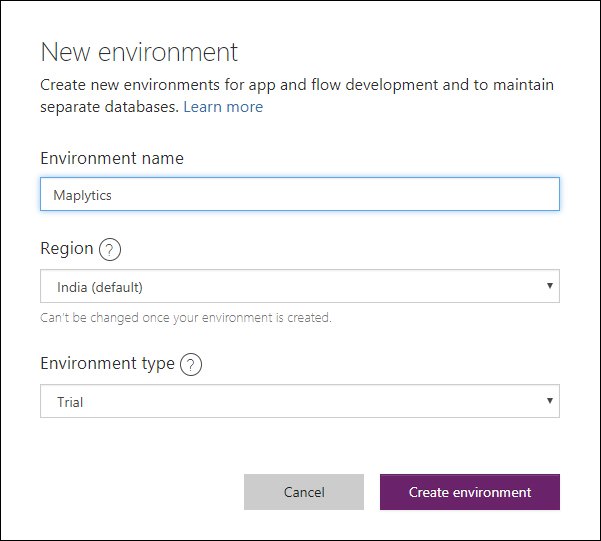 New environment
Create new environments for app and flow development and to maintain
separate databases. Learn more
Environment name
Maplytics
Region ?
India (default)
Can't be changed once your environment is created.
Environment type ?
Trial
Cancel
Create environment